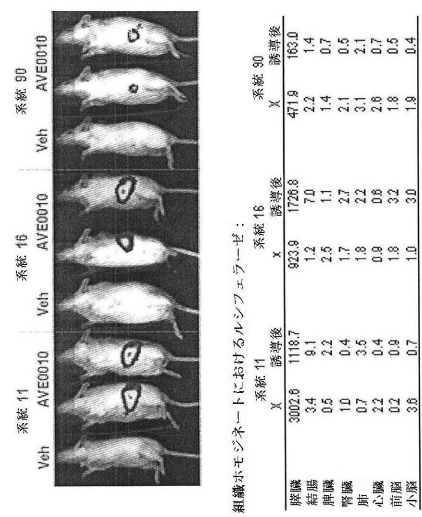 系統 11 系統 16 系統 90
Veh AVE0010 Veh AVE0010 Veh AVE0010
組織ホモジネートにおけるルシフェラーゼ:
系統 11 系統 16 系統 90
X 誘導後 x 誘導後 X 誘導後
膵臓 3002.6 1118.7 923.9 1726.8 471.9 163.0
結腸 3.4 9.1 1.2 7.0 2.2 1.4
脾臓 0.5 2.2 2.5 1.1 1.4 0.7
腎臓 1.0 0.4 1.7 2.7 2.1 0.5
肺 0.7 3.5 1.8 2.2 3.1 2.1
心臓 2.2 0.4 0.9 0.6 2.6 0.7
前脳 0.2 0.9 1.8 3.2 1.8 0.5
小脳 3.6 0.7 1.0 3.0 1.9 0.4